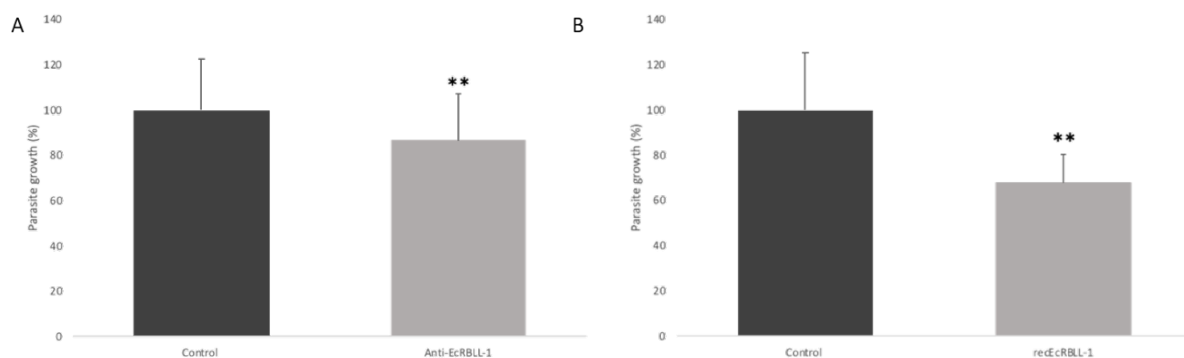 A
140
120
100
80
60
40
20
0
Parasite growth (%)
**
Control
Anti-EcRBLL-1
B
140
120
100
80
60
40
20
0
Parasite growth (%)
**
Control
recEcRBLL-1